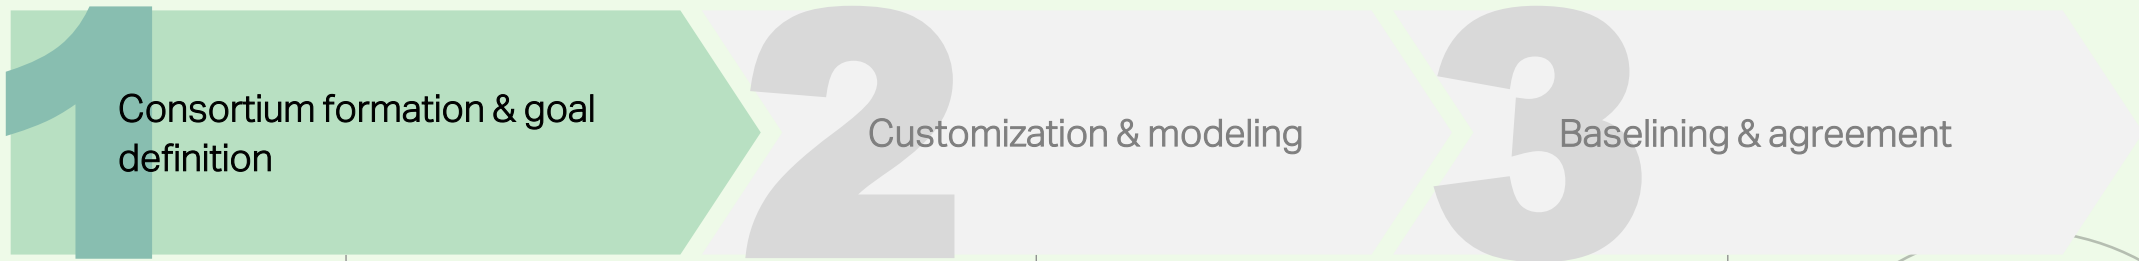 1
Consortium formation & goal
definition
2
Customization & modeling
3
Baselining & agreement